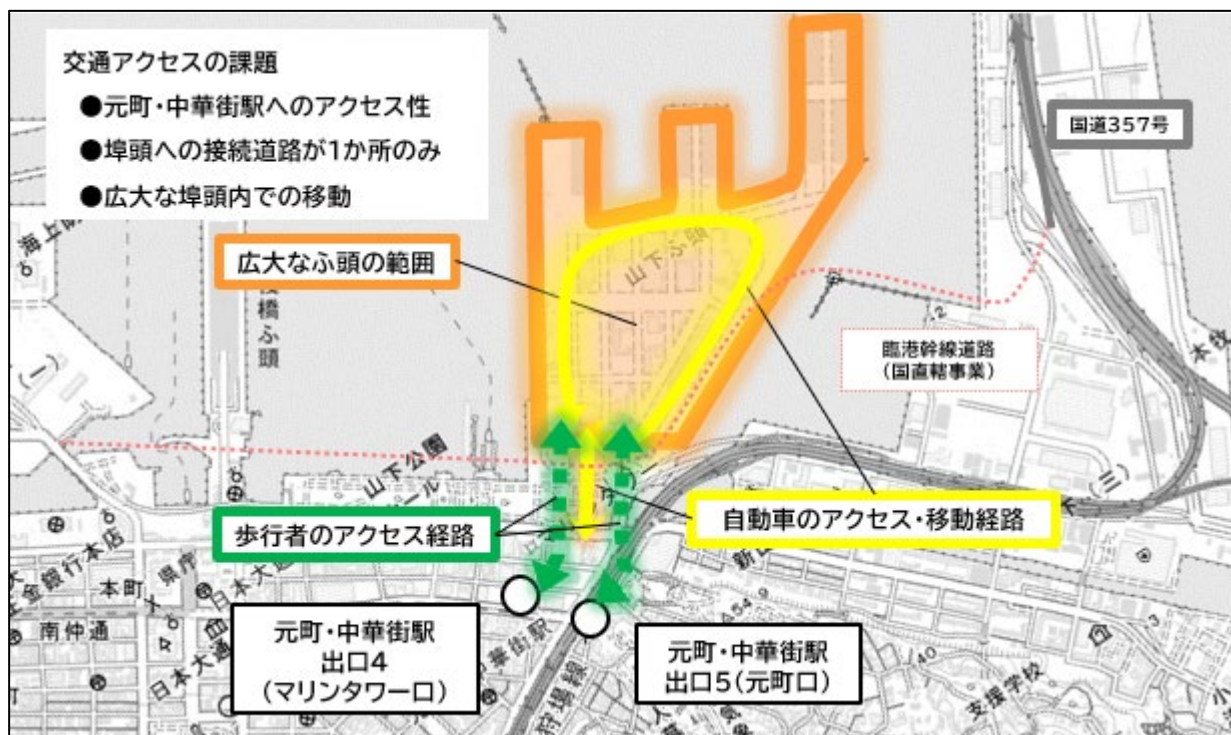 交通アクセスの課題
●元町・中華街駅へのアクセス性
●埠頭への接続道路が1か所のみ
●広大な埠頭内での移動
国道357号
広大なふ頭の範囲
山下ふ頭
臨港幹線道路
(国直轄事業)
歩行者のアクセス経路
自動車のアクセス・移動経路
元町・中華街駅
出口4
(マリンタワー口)
元町・中華街駅
出口5(元町口)
山下公園
本町
県庁
南仲通
日本大通
狩場線
支援学校
本牧
(一)
(三)